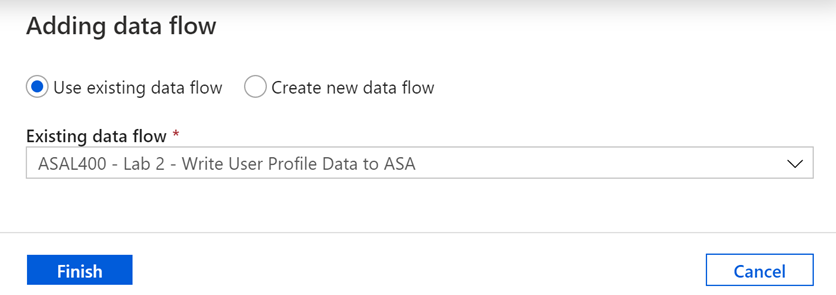 Adding data flow
Use existing data flow Create new data flow
Existing data flow *
ASAL400 - Lab 2 - Write User Profile Data to ASA
Finish Cancel